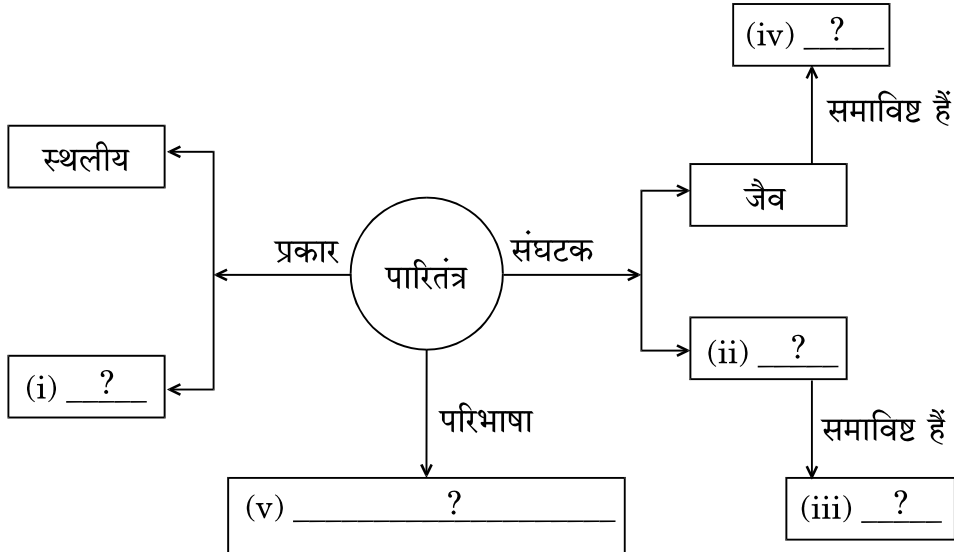 (iv) ?
समाविष्ट हैं
स्थलीय
जैव
प्रकार
पारितंत्र
संघटक
(ii) ?
(i) ?
परिभाषा
समाविष्ट हैं
(v) ?
(iii) ?